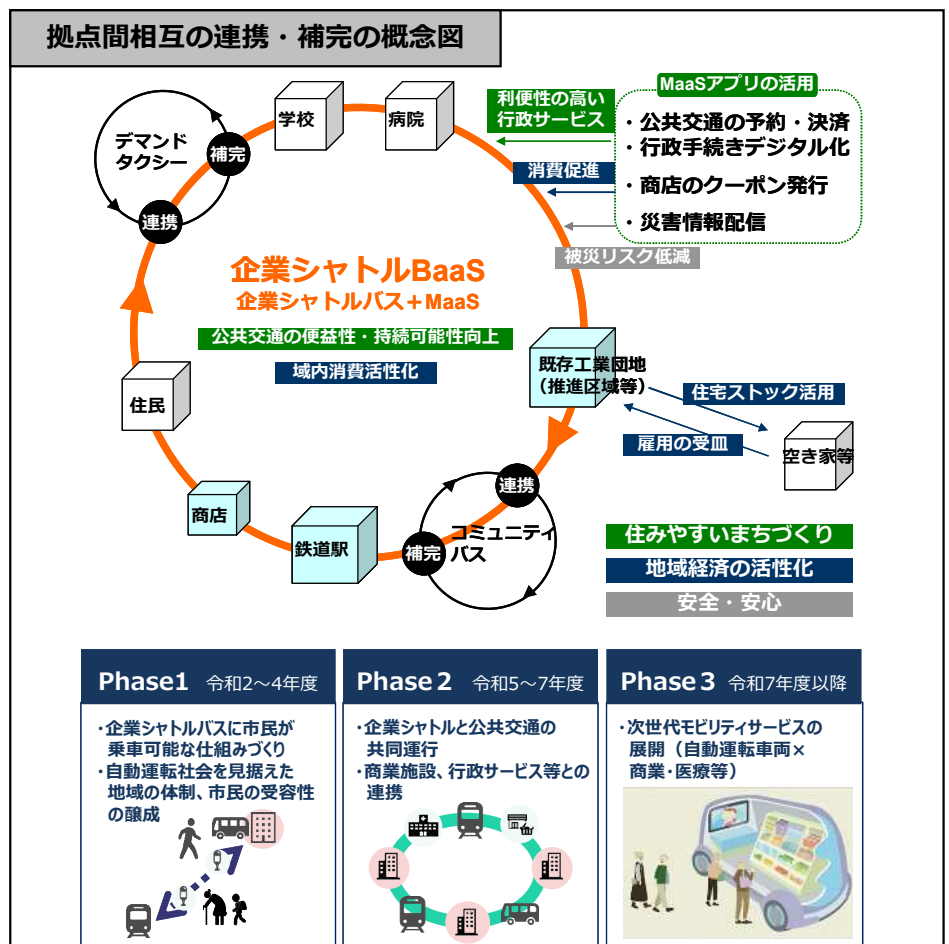 拠点間相互の連携・補完の概念図
MaaSアプリの活用
・公共交通の予約・決済
・行政手続きデジタル化
・商店のクーポン発行
・災害情報配信
利便性の高い
行政サービス
消費促進
被災リスク低減
デマンド
タクシー
補完
連携
学校
病院
企業シャトルBaaS
企業シャトルバス＋MaaS
公共交通の便益性・持続可能性向上
域内消費活性化
既存工業団地
（推進区域等）
住宅ストック活用
雇用の受皿
空き家等
住民
商店
鉄道駅
連携
コミュニティ
バス
補完
住みやすいまちづくり
地域経済の活性化
安全・安心
Phase1 令和2～4年度
・企業シャトルバスに市民が
乗車可能な仕組みづくり
・自動運転社会を見据えた
地域の体制、市民の受容性
の醸成
Phase２ 令和5～7年度
・企業シャトルと公共交通の
共同運行
・商業施設、行政サービス等との
連携
Phase３ 令和7年度以降
・次世代モビリティサービスの
展開（自動運転車両×
商業・医療等）